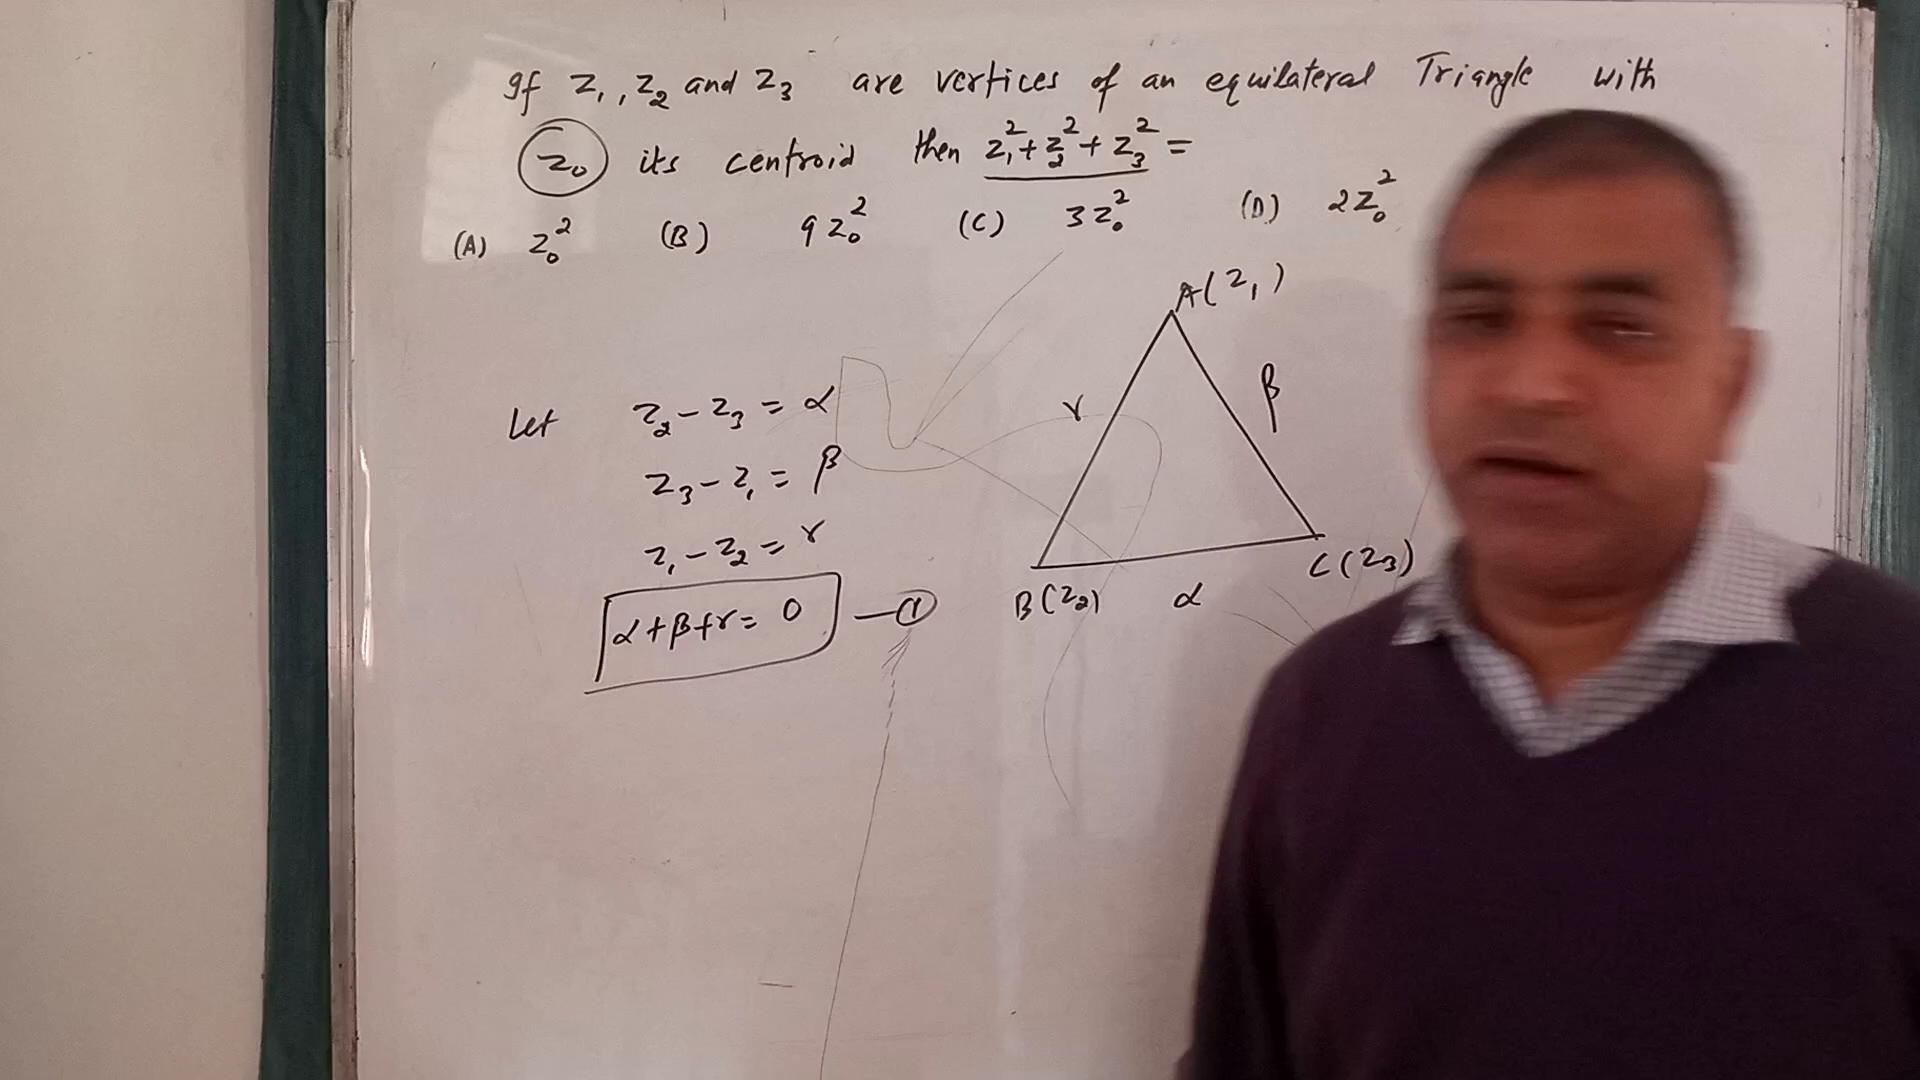 If z₁, z₂ and z₃ are vertices of an equilateral Triangle with
z₀ its centroid then z₁² + z₂² + z₃² =
(A) z₀² (B) 9z₀² (C) 3z₀² (D) 2z₀²
A(z₁)
Let z₂ - z₃ = α
γ β
z₃ - z₁ = β
z₁ - z₂ = γ
B(z₂) α C(z₃)
α + β + γ = 0 —①